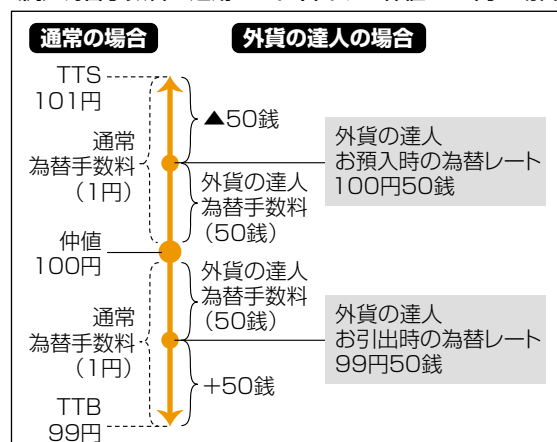 通常の場合
外貨の達人の場合
TTS
101円
▲50銭
通常
為替手数料
（1円）
外貨の達人
為替手数料
（50銭）
外貨の達人
お預入時の為替レート
100円50銭
仲値
100円
外貨の達人
為替手数料
（50銭）
通常
為替手数料
（1円）
外貨の達人
お引出時の為替レート
99円50銭
+50銭
TTB
99円